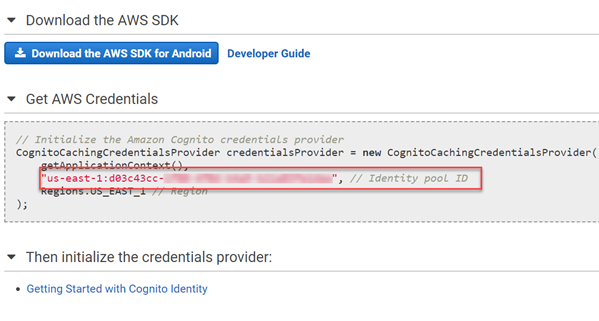 Download the AWS SDK
Download the AWS SDK for Android Developer Guide
Get AWS Credentials
// Initialize the Amazon Cognito credentials provider
CognitoCachingCredentialsProvider credentialsProvider = new CognitoCachingCredentialsProvider(
getApplicationContext(),
"us-east-1:d03c43cc- ", // Identity pool ID
Regions.US_EAST_1 // Region
);
Then initialize the credentials provider:
Getting Started with Cognito Identity